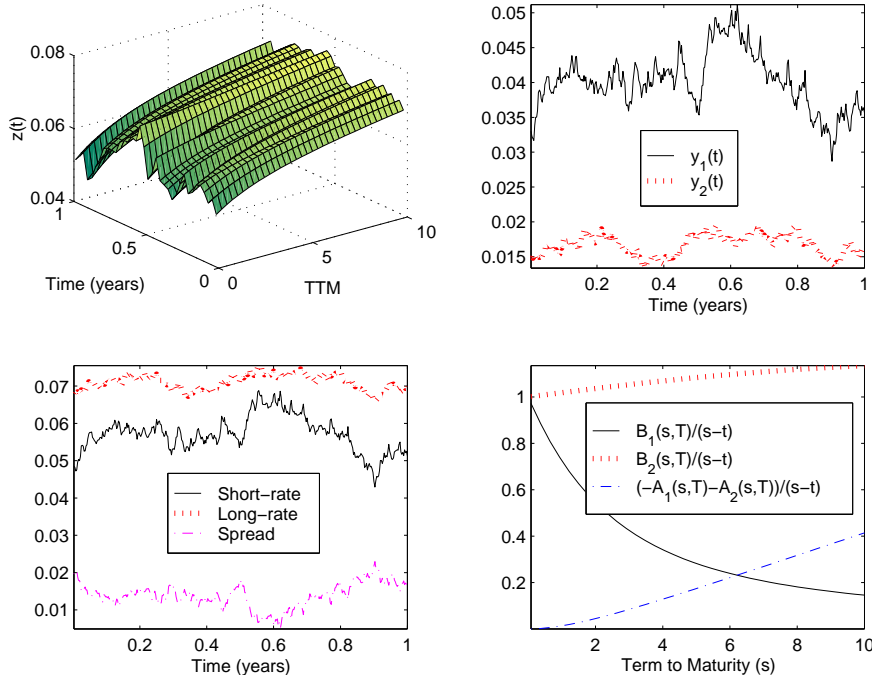 0.08
0.06
0.04
z(t)
1
0.5
0
Time (years)
0
5
10
TTM
0.05
0.045
0.04
0.035
0.03
0.025
0.02
0.015
y1(t)
y2(t)
0.2 0.4 0.6 0.8 1
Time (years)
0.07
0.06
0.05
0.04
0.03
0.02
0.01
Short−rate
Long−rate
Spread
0.2 0.4 0.6 0.8 1
Time (years)
1
0.8
0.6
0.4
0.2
B1(s,T)/(s−t)
B2(s,T)/(s−t)
(−A1(s,T)−A2(s,T))/(s−t)
2 4 6 8 10
Term to Maturity (s)